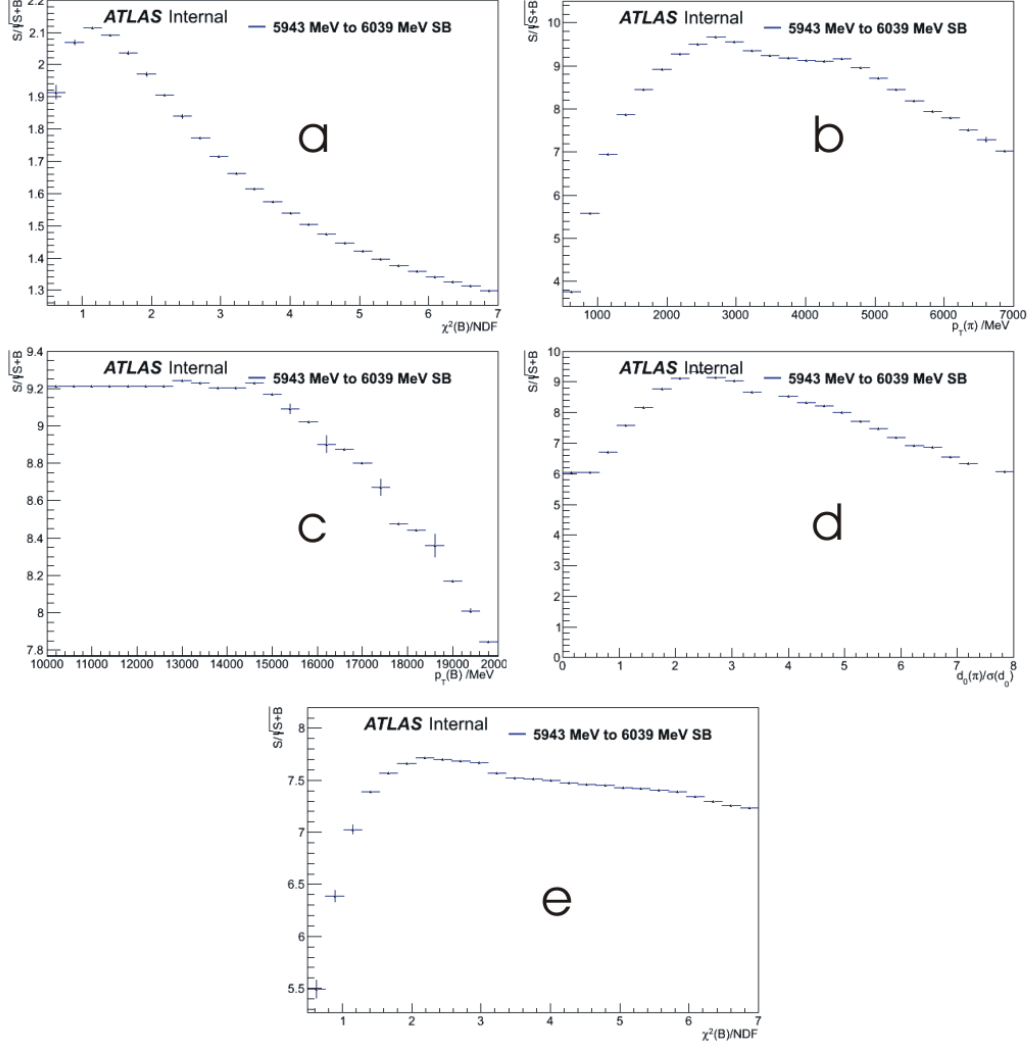 ATLAS Internal
5943 MeV to 6039 MeV SB
S/√S+B
2.2
2.1
2
1.9
1.8
1.7
1.6
1.5
1.4
1.3
a
1 2 3 4 5 6 7
χ²(B)/NDF
ATLAS Internal
5943 MeV to 6039 MeV SB
S/√S+B
10
9
8
7
6
5
4
b
1000 2000 3000 4000 5000 6000 7000
p_T(π) /MeV
ATLAS Internal
5943 MeV to 6039 MeV SB
S/√S+B
9.4
9.2
9
8.8
8.6
8.4
8.2
8
7.8
c
10000 11000 12000 13000 14000 15000 16000 17000 18000 19000 2000
p_T(B) /MeV
ATLAS Internal
5943 MeV to 6039 MeV SB
S/√S+B
10
9
8
7
6
5
4
3
2
1
0
d
0 1 2 3 4 5 6 7 8
d₀(π)/σ(d₀)
ATLAS Internal
5943 MeV to 6039 MeV SB
S/√S+B
8
7.5
7
6.5
6
5.5
e
1 2 3 4 5 6 7
χ²(B)/NDF